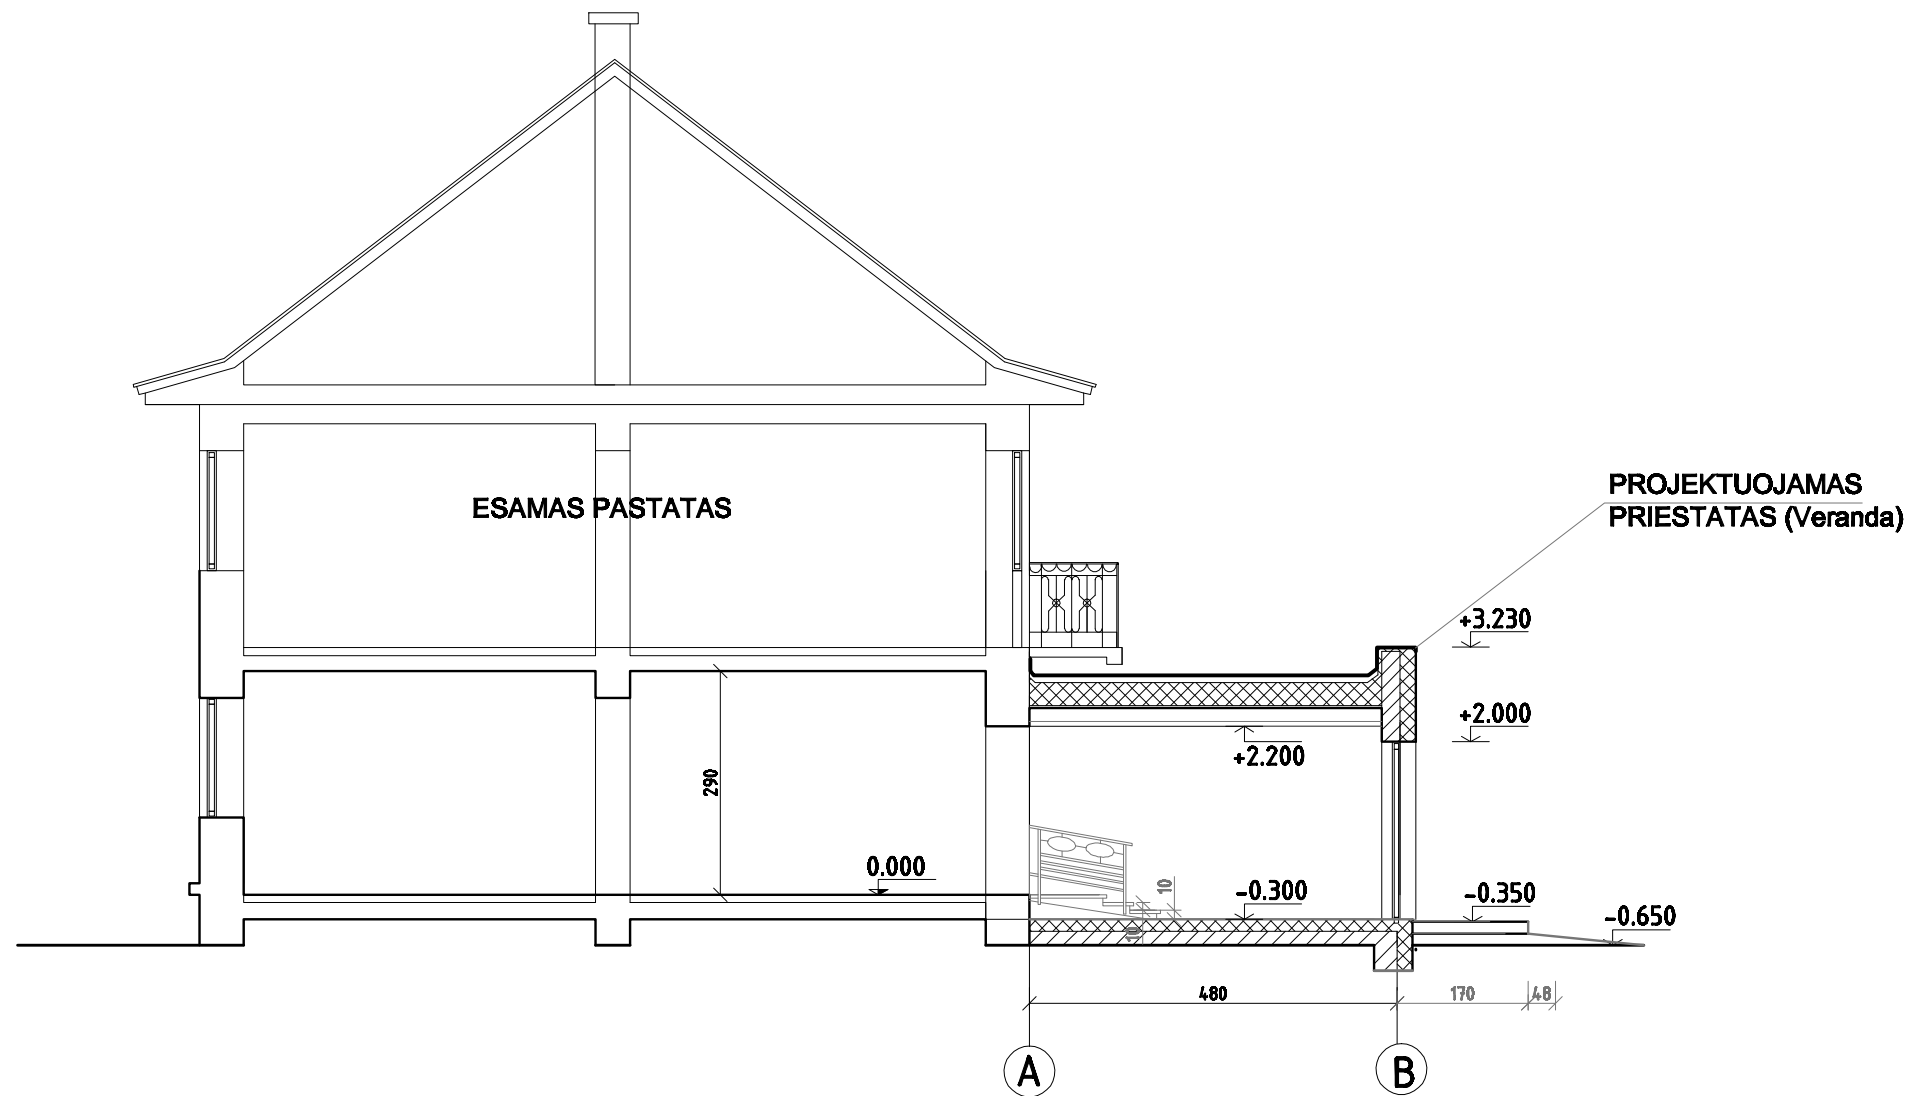 ESAMAS PASTATAS
PROJEKTUOJAMAS
PRIESTATAS (Veranda)
+3.230
+2.000
+2.200
290
0.000
10
-0.300
-0.350
-0.650
10
480
170
48
A
B